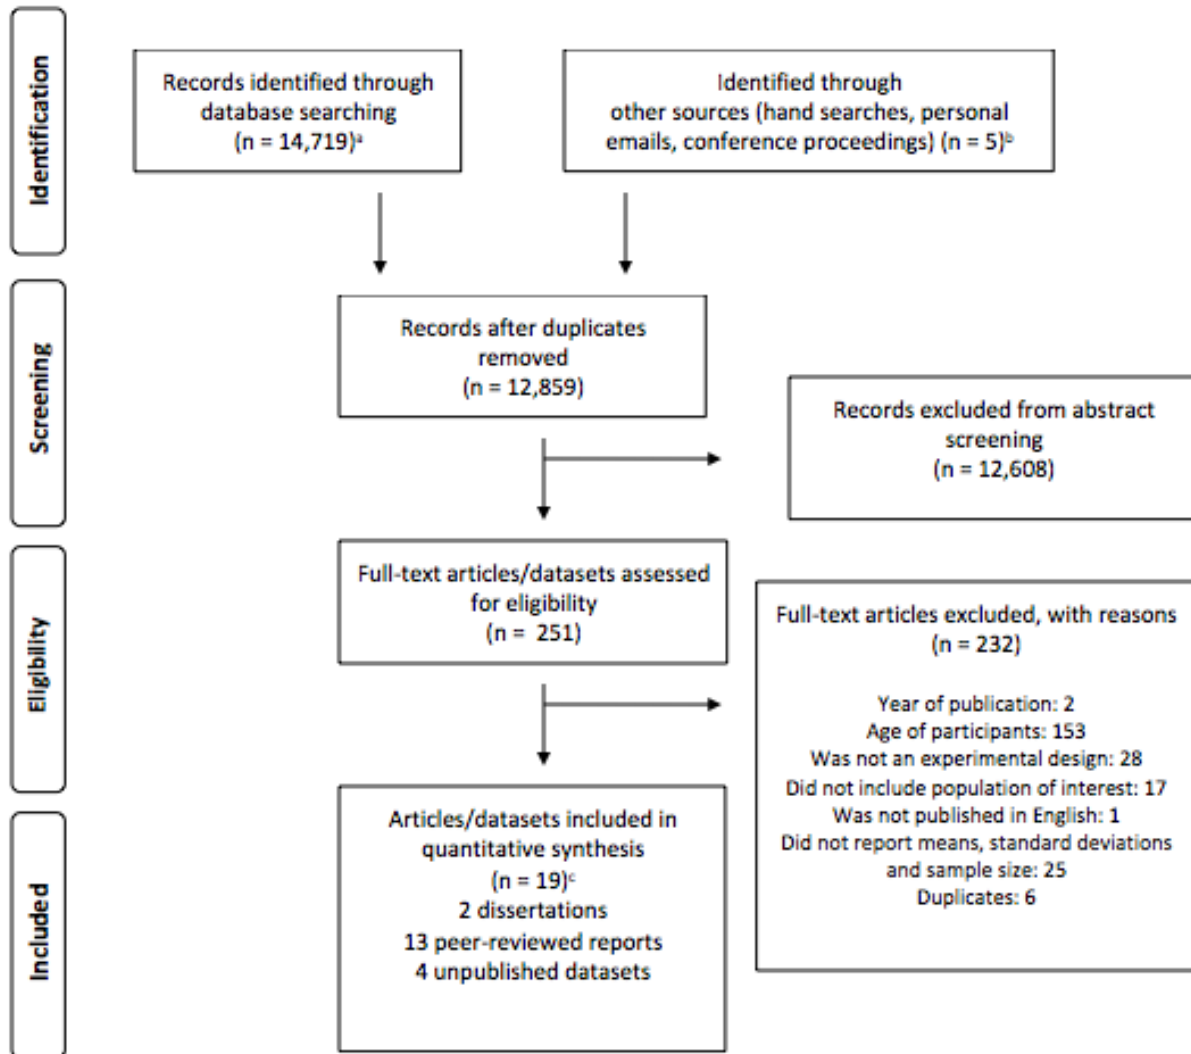 Identification
Records identified through
database searching
(n = 14,719)ᵃ
Identified through
other sources (hand searches, personal
emails, conference proceedings) (n = 5)ᵇ
Screening
Records after duplicates
removed
(n = 12,859)
Records excluded from abstract
screening
(n = 12,608)
Eligibility
Full-text articles/datasets assessed
for eligibility
(n = 251)
Full-text articles excluded, with reasons
(n = 232)
Year of publication: 2
Age of participants: 153
Was not an experimental design: 28
Did not include population of interest: 17
Was not published in English: 1
Did not report means, standard deviations
and sample size: 25
Duplicates: 6
Included
Articles/datasets included in
quantitative synthesis
(n = 19)ᶜ
2 dissertations
13 peer-reviewed reports
4 unpublished datasets